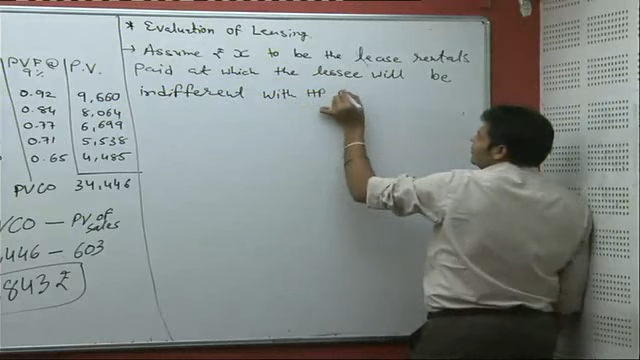 PVF@ P.V.
9%
0.92 9,660
0.84 8,064
0.77 6,699
0.71 5,538
0.65 4,485
PVCO 34,446
VCO — PV of
sales
,446 — 603
843₹
* Evaluation of Leasing.
→ Assume ₹ x to be the lease rentals
Paid at which the lessee will be
indifferent with HP